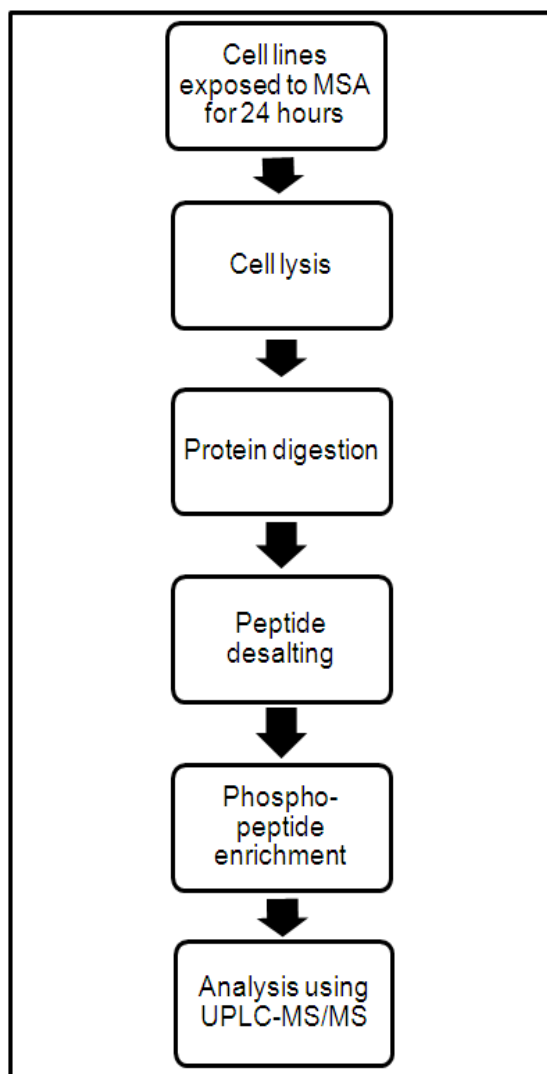 Cell lines
exposed to MSA
for 24 hours
Cell lysis
Protein digestion
Peptide
desalting
Phospho-
peptide
enrichment
Analysis using
UPLC-MS/MS